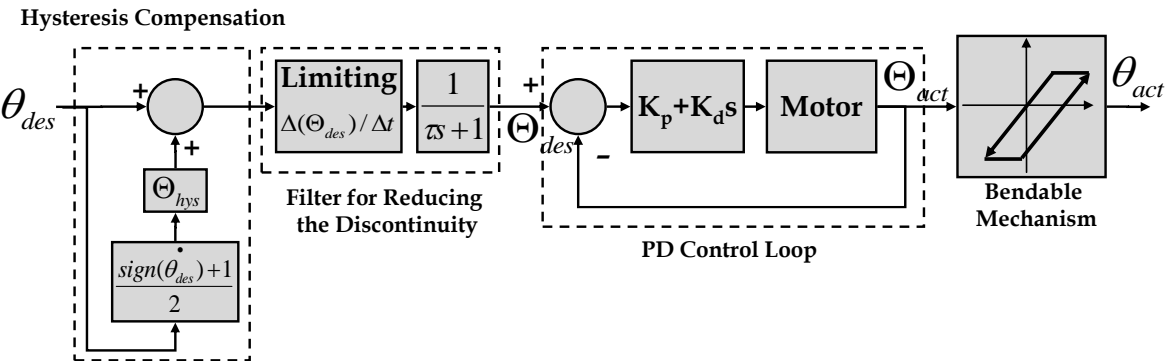 Hysteresis Compensation
θdes
+
+
Θhys
sign(θ̇des)+1
2
Limiting
Δ(Θdes)/Δt
1
τs+1
Filter for Reducing
the Discontinuity
+
Θdes
-
Kp+Kds
Motor
Θact
PD Control Loop
Bendable
Mechanism
θact